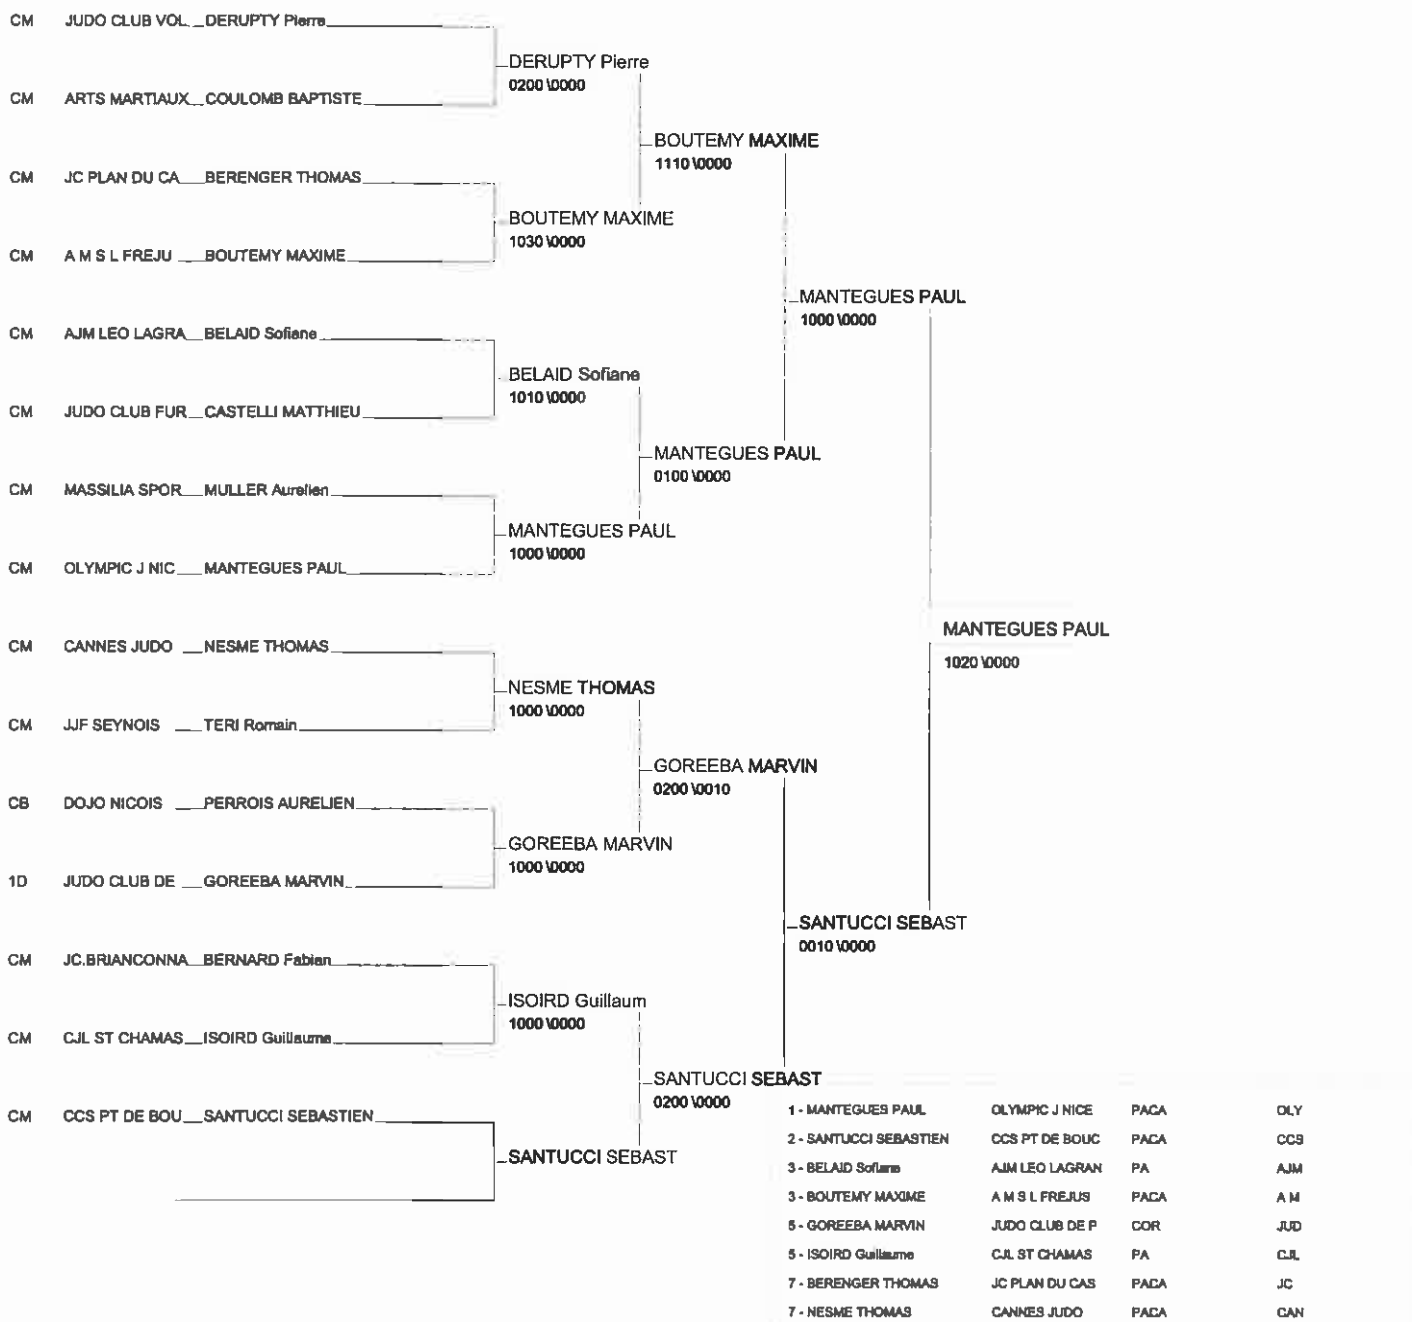 CM JUDO CLUB VOL DERUPTY Pierre
DERUPTY Pierre
0200\0000
CM ARTS MARTIAUX COULOMB BAPTISTE
BOUTEMY MAXIME
1110\0000
CM JC PLAN DU CA BERENGER THOMAS
BOUTEMY MAXIME
1030\0000
CM A M S L FREJU BOUTEMY MAXIME
MANTEGUES PAUL
1000\0000
CM AJM LEO LAGRA BELAID Sofiane
BELAID Sofiane
1010\0000
CM JUDO CLUB FUR CASTELLI MATTHIEU
MANTEGUES PAUL
0100\0000
CM MASSILIA SPOR MULLER Aurelien
MANTEGUES PAUL
1000\0000
CM OLYMPIC J NIC MANTEGUES PAUL
MANTEGUES PAUL
1020\0000
CM CANNES JUDO NESME THOMAS
NESME THOMAS
1000\0000
CM JJF SEYNOIS TERI Romain
GOREEBA MARVIN
0200\0010
CB DOJO NICOIS PERROIS AURELIEN
GOREEBA MARVIN
1000\0000
1D JUDO CLUB DE GOREEBA MARVIN
SANTUCCI SEBAST
0010\0000
CM JC.BRIANCONNA BERNARD Fabian
ISOIRD Guillaum
1000\0000
CM CJL ST CHAMAS ISOIRD Guillaume
SANTUCCI SEBAST
0200\0000
CM CCS PT DE BOU SANTUCCI SEBASTIEN
SANTUCCI SEBAST
1 - MANTEGUES PAUL OLYMPIC J NICE PACA OLY
2 - SANTUCCI SEBASTIEN CCS PT DE BOUC PACA CCS
3 - BELAID Sofiane AJM LEO LAGRAN PA AJM
3 - BOUTEMY MAXIME A M S L FREJUS PACA A M
5 - GOREEBA MARVIN JUDO CLUB DE P COR JUD
5 - ISOIRD Guillaume CJL ST CHAMAS PA CJL
7 - BERENGER THOMAS JC PLAN DU CAS PACA JC
7 - NESME THOMAS CANNES JUDO PACA CAN